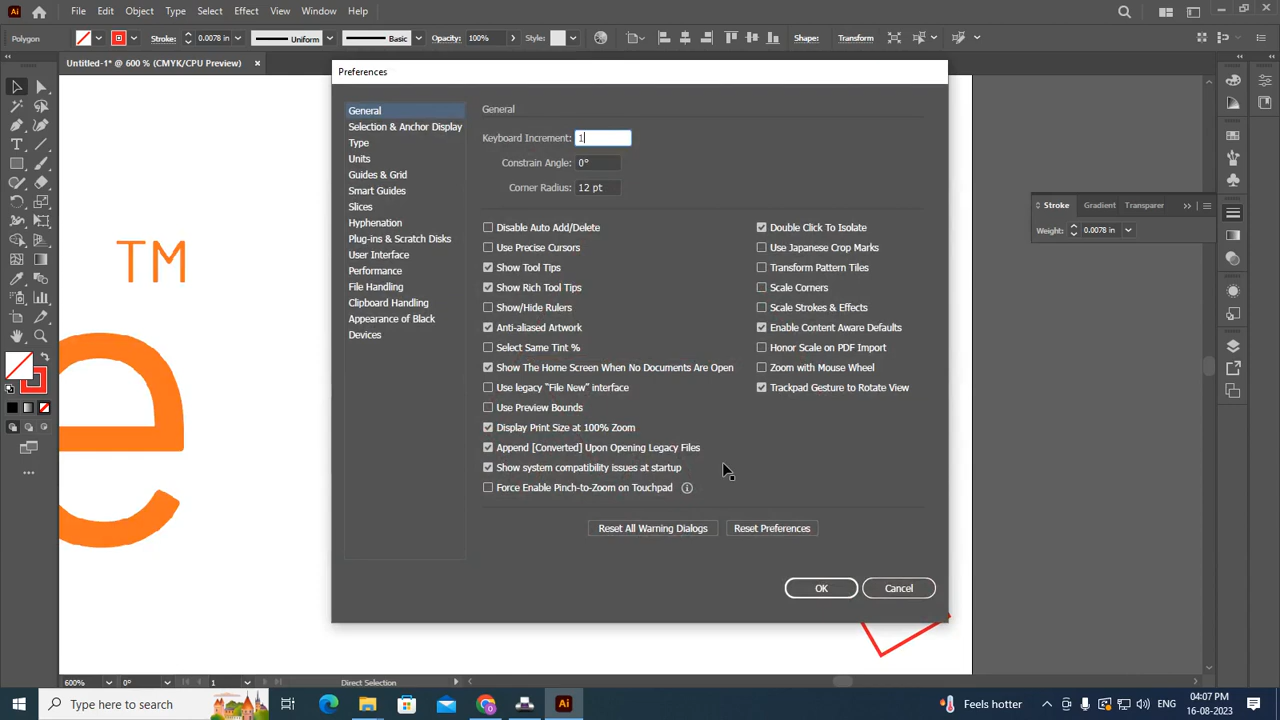 Ai File Edit Object Type Select Effect View Window Help
Polygon Stroke: 0.0078 in Uniform Basic Opacity: 100% Style: Shape: Transform
Untitled-1* @ 600 % (CMYK/CPU Preview) ×
Preferences
General
Selection & Anchor Display
Type
Units
Guides & Grid
Smart Guides
Slices
Hyphenation
Plug-ins & Scratch Disks
User Interface
Performance
File Handling
Clipboard Handling
Appearance of Black
Devices
General
Keyboard Increment: 1
Constrain Angle: 0°
Corner Radius: 12 pt
Disable Auto Add/Delete
Use Precise Cursors
Show Tool Tips
Show Rich Tool Tips
Show/Hide Rulers
Anti-aliased Artwork
Select Same Tint %
Show The Home Screen When No Documents Are Open
Use legacy "File New" interface
Use Preview Bounds
Display Print Size at 100% Zoom
Append [Converted] Upon Opening Legacy Files
Show system compatibility issues at startup
Force Enable Pinch-to-Zoom on Touchpad
Double Click To Isolate
Use Japanese Crop Marks
Transform Pattern Tiles
Scale Corners
Scale Strokes & Effects
Enable Content Aware Defaults
Honor Scale on PDF Import
Zoom with Mouse Wheel
Trackpad Gesture to Rotate View
Reset All Warning Dialogs Reset Preferences
OK Cancel
TM
e
Stroke Gradient Transparer
Weight: 0.0078 in
600% 0° 1 Direct Selection
Type here to search
Ai
Feels hotter
ENG
04:07 PM
16-08-2023